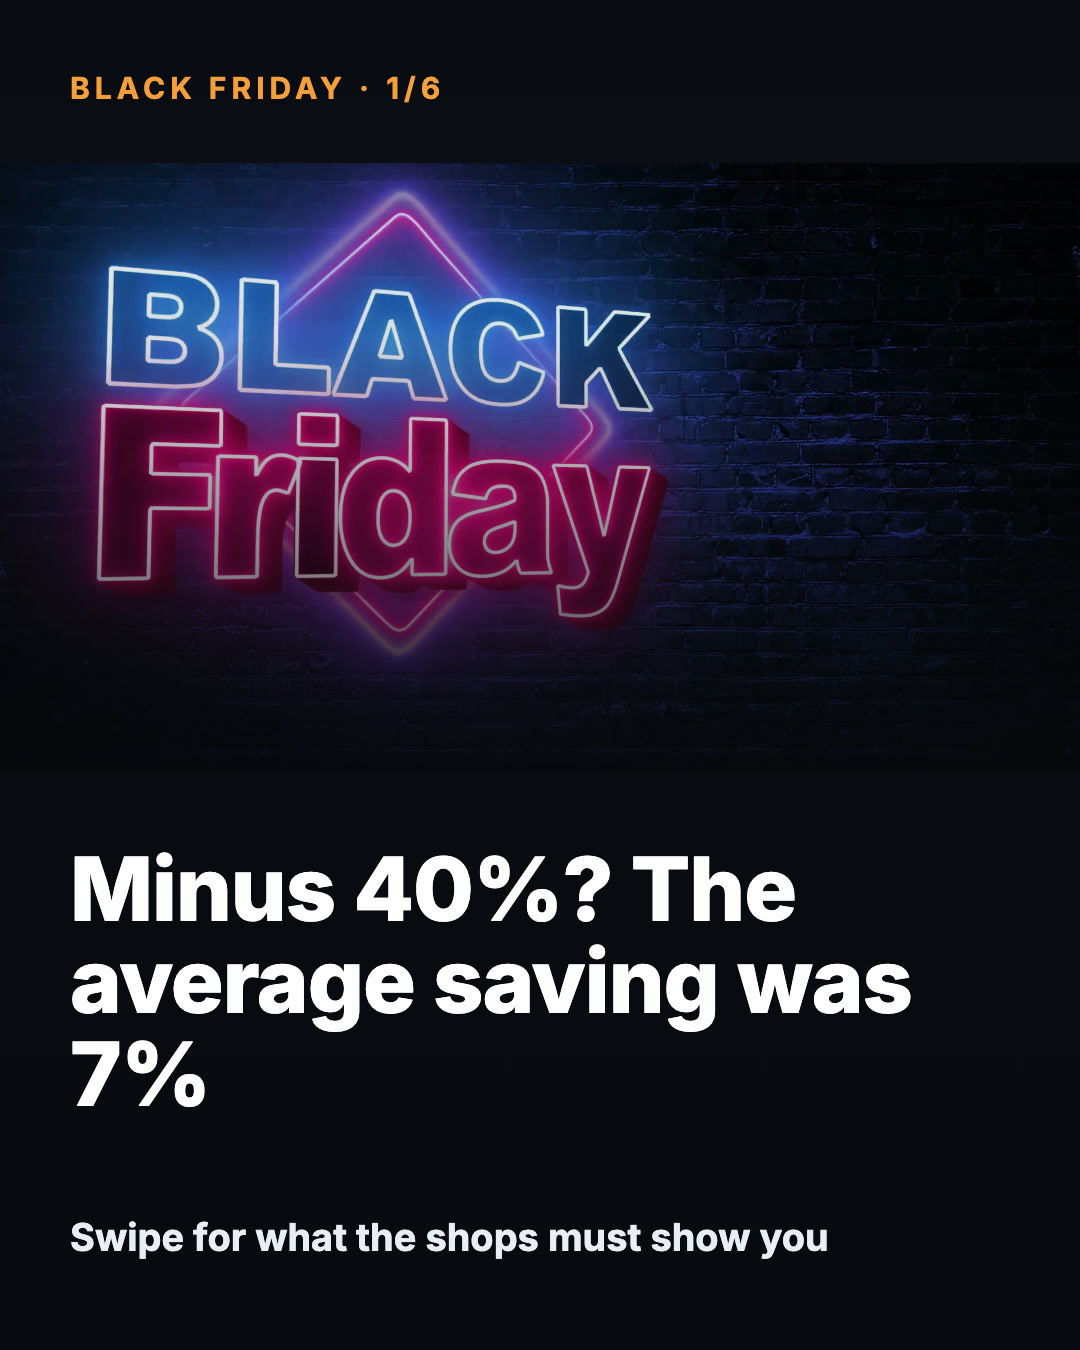 BLACK FRIDAY · 1/6
BLACK
Friday
Minus 40%? The
average saving was
7%
Swipe for what the shops must show you